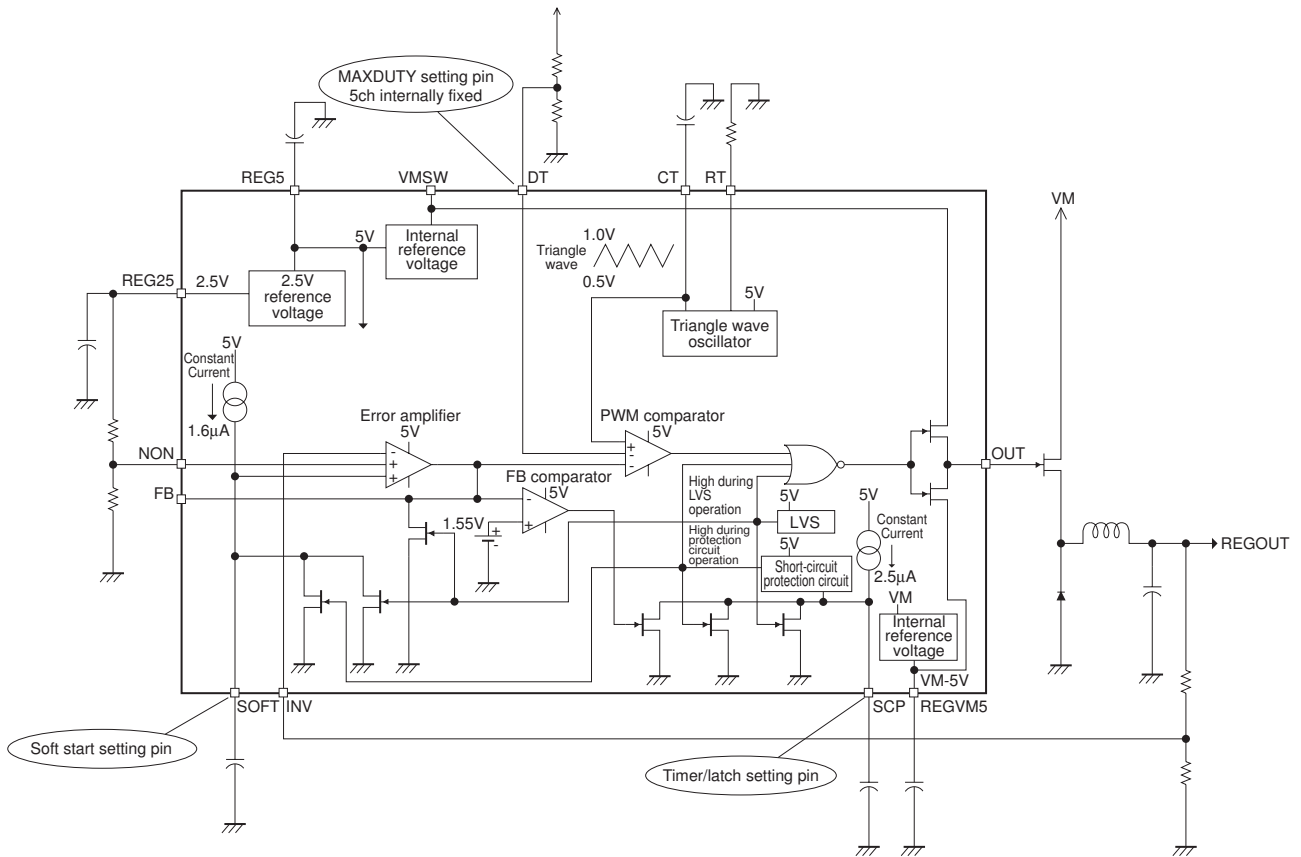 MAXDUTY setting pin
5ch internally fixed
REG5
VMSW
DT
CT
RT
VM
5V
Internal
reference
voltage
Triangle
wave
1.0V
0.5V
REG25
2.5V
2.5V
reference
voltage
5V
Triangle wave
oscillator
5V
Constant
Current
1.6μA
Error amplifier
5V
-
+
+
PWM comparator
5V
+
-
-
NON
OUT
FB
FB comparator
5V
-
+
1.55V
+
-
High during
LVS
operation
5V
LVS
5V
Constant
Current
2.5μA
High during
protection
circuit
operation
5V
Short-circuit
protection circuit
REGOUT
VM
Internal
reference
voltage
VM-5V
SOFT
INV
SCP
REGVM5
Soft start setting pin
Timer/latch setting pin